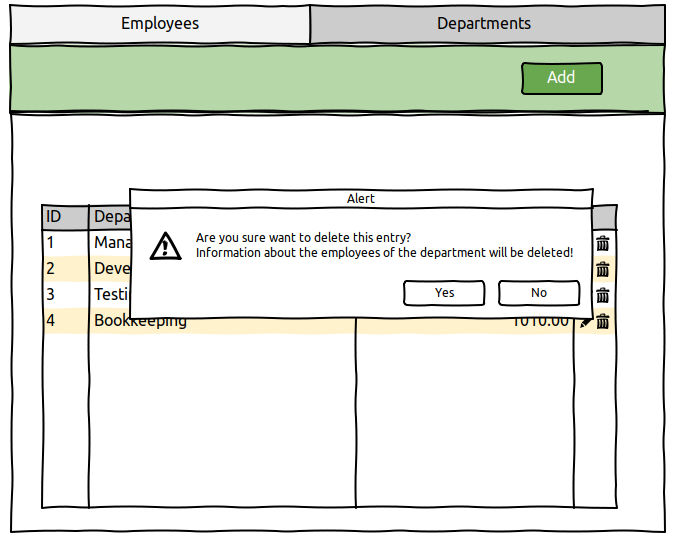 Employees Departments
Add
Alert
ID Depa
Are you sure want to delete this entry?
Information about the employees of the department will be deleted!
1 Mana
2 Deve
3 Testi
Yes No
4 Bookkeeping 1010.00